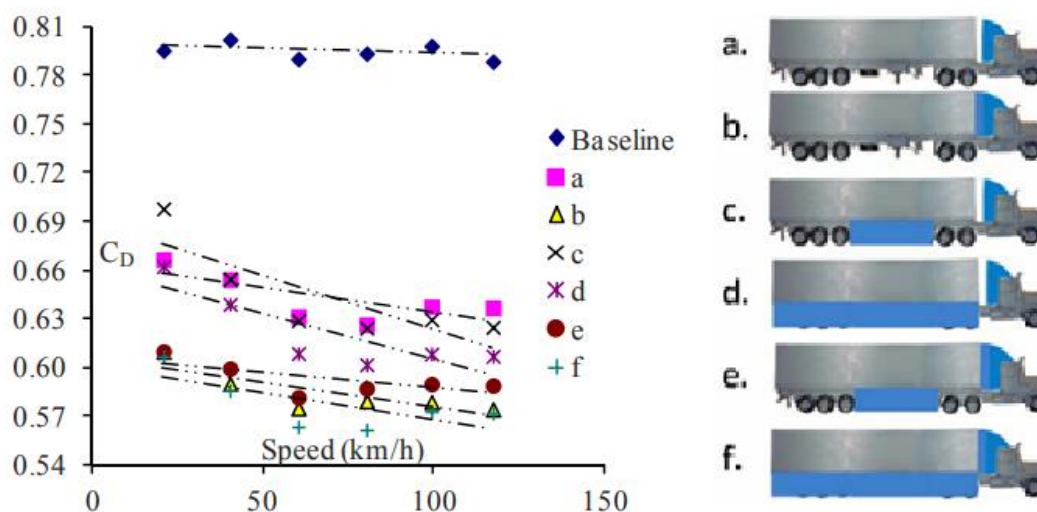 0.81
0.78
0.75
0.72
0.69
0.66
0.63
0.60
0.57
0.54
C_D
Speed (km/h)
0
50
100
150
Baseline
a
b
c
d
e
f
a.
b.
c.
d.
e.
f.